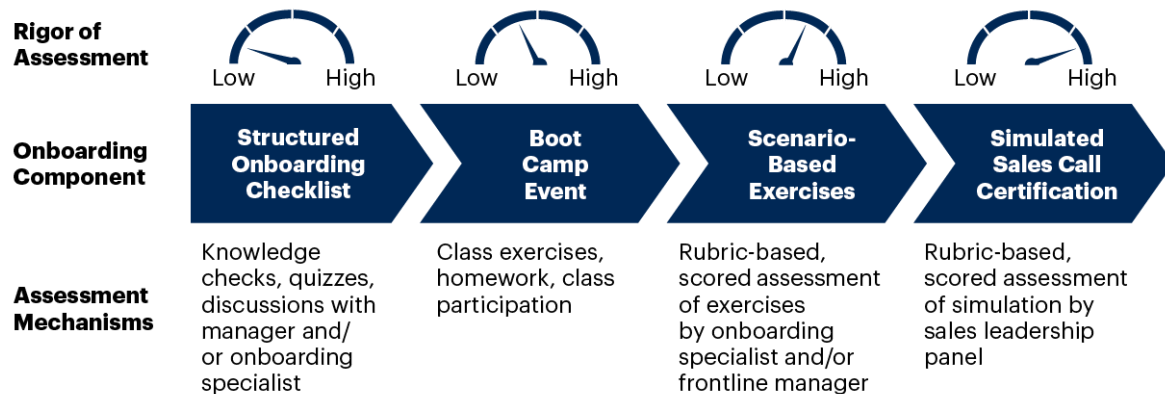 Rigor of
Assessment
Low High
Low High
Low High
Low High
Onboarding
Component
Structured
Onboarding
Checklist
Boot
Camp
Event
Scenario-
Based
Exercises
Simulated
Sales Call
Certification
Assessment
Mechanisms
Knowledge
checks, quizzes,
discussions with
manager and/
or onboarding
specialist
Class exercises,
homework, class
participation
Rubric-based,
scored assessment
of exercises
by onboarding
specialist and/or
frontline manager
Rubric-based,
scored assessment
of simulation by
sales leadership
panel